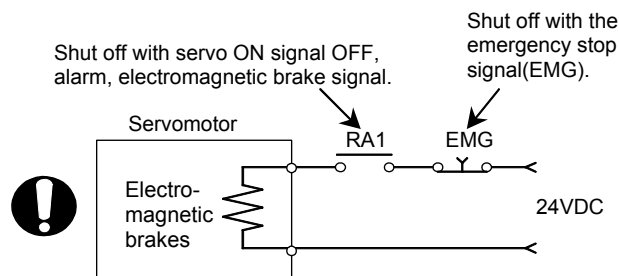 Shut off with the
emergency stop
signal(EMG).
Shut off with servo ON signal OFF,
alarm, electromagnetic brake signal.
Servomotor
RA1
EMG
Electro-
magnetic
brakes
24VDC